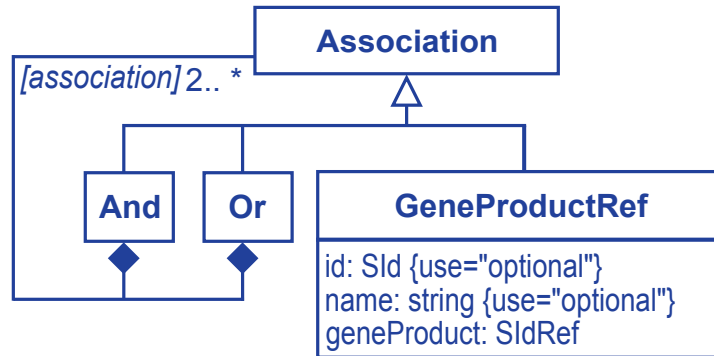 Association
[association] 2.. *
And
Or
GeneProductRef
id: SId {use="optional"}
name: string {use="optional"}
geneProduct: SIdRef